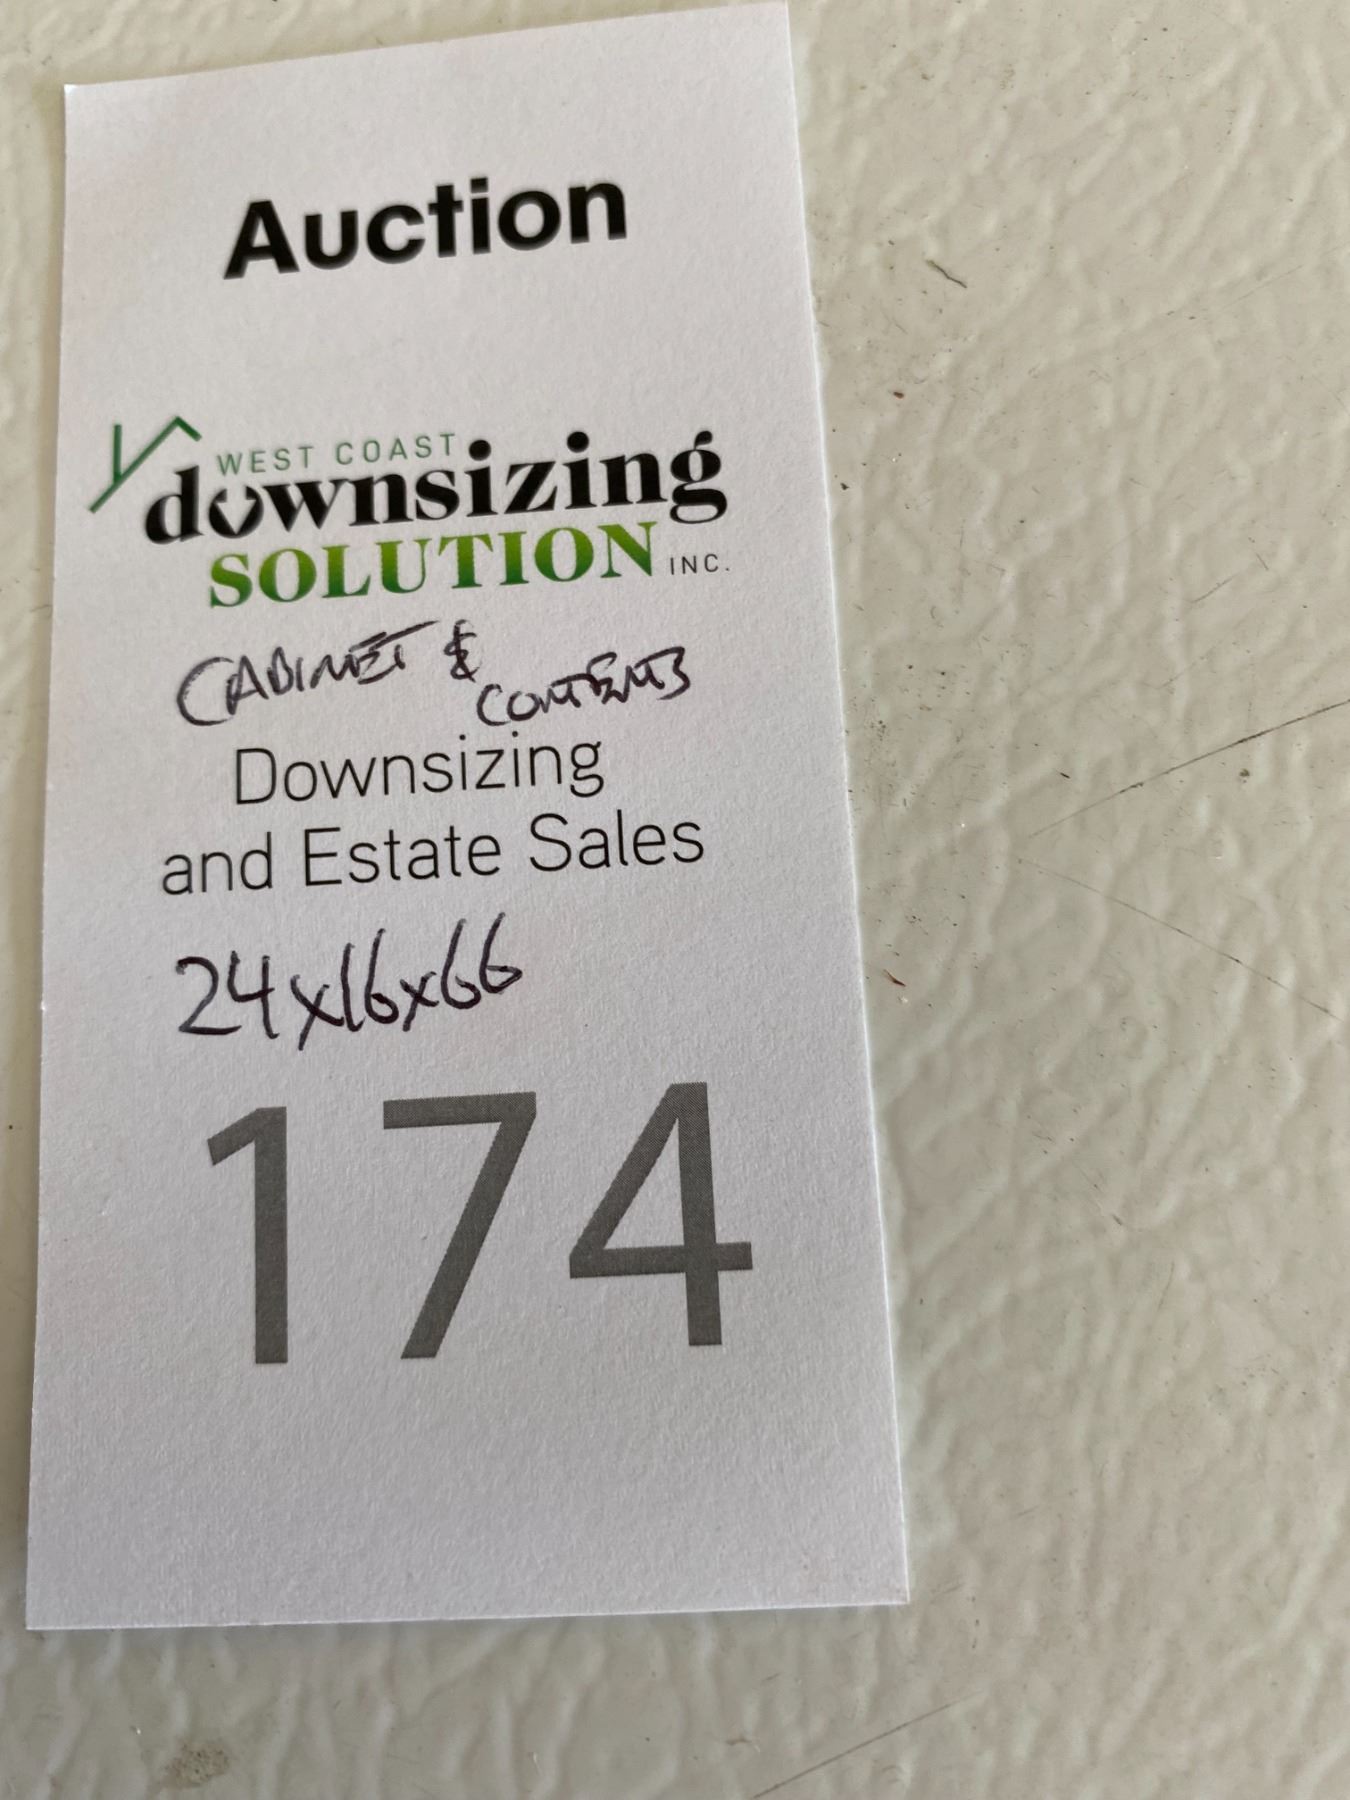 Auction
WEST COAST
downsizing
SOLUTION INC.
CABINET &
CONTENTS
Downsizing
and Estate Sales
24x16x66
174